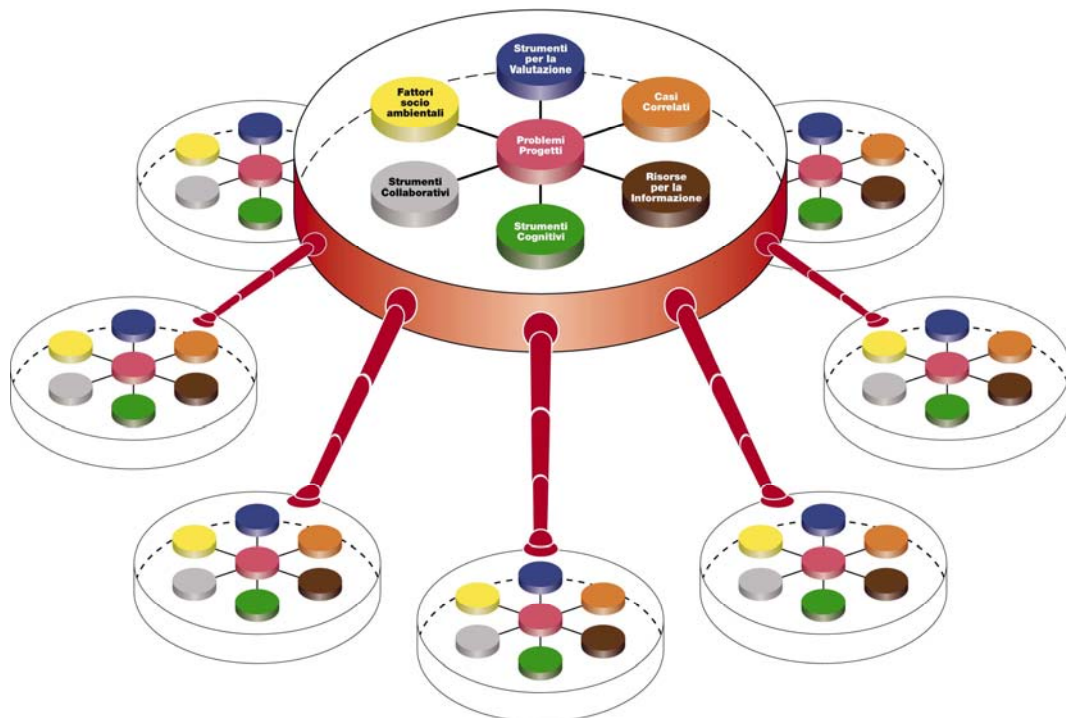 Strumenti
per la
Valutazione
Fattori
socio
ambientali
Casi
Correlati
Problemi
Progetti
Strumenti
Collaborativi
Risorse
per la
Informazione
Strumenti
Cognitivi